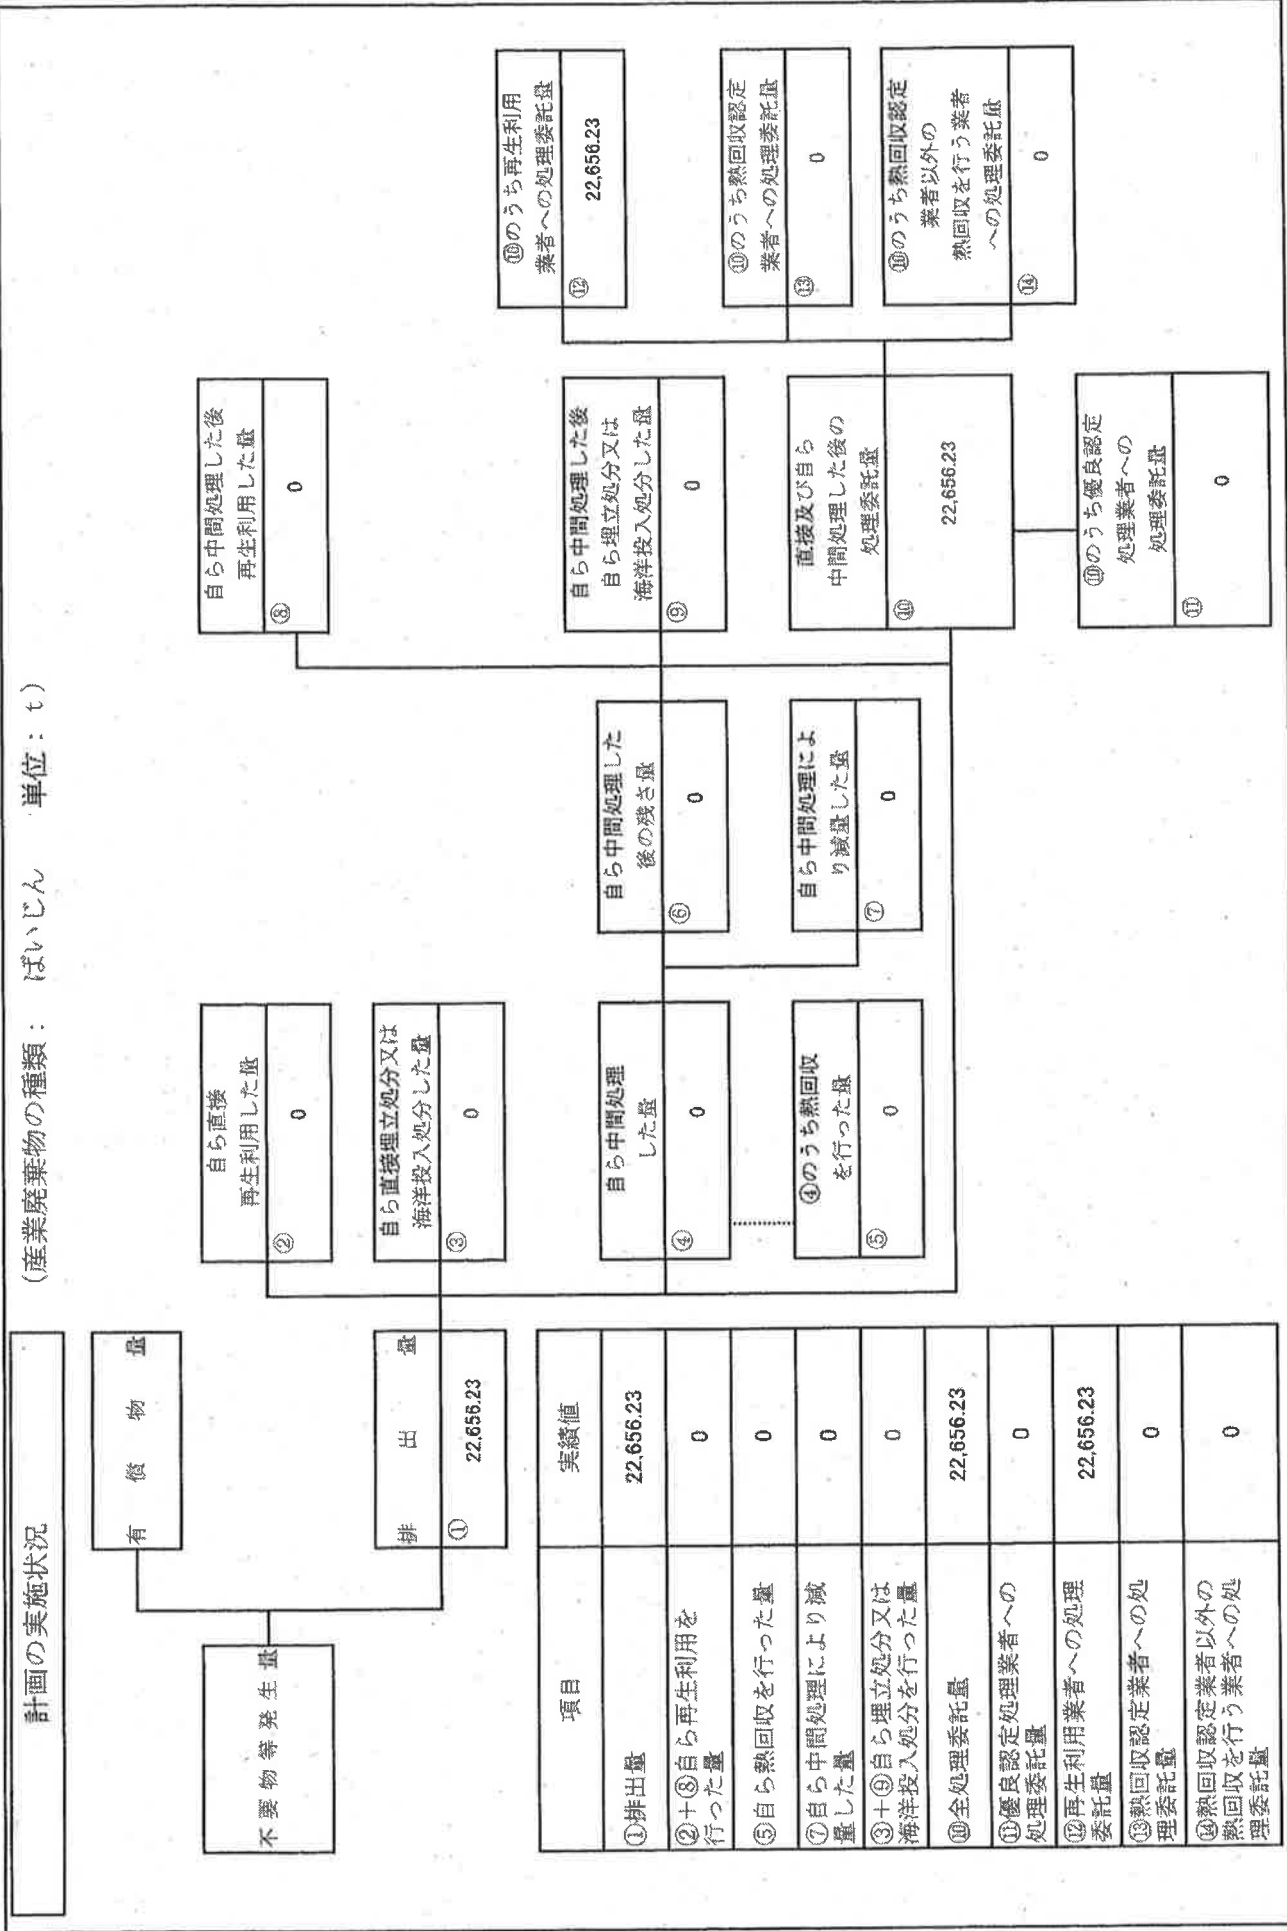 計画の実施状況
(産業廃棄物の種類： ばいじん　単位：t)
不要物等発生量
有償物量
排出量
①
22,656.23
自ら直接
再生利用した量
②
0
自ら直接埋立処分又は
海洋投入処分した量
③
0
自ら中間処理
した量
④
0
④のうち熱回収
を行った量
⑤
0
自ら中間処理した
後の残さ量
⑥
0
自ら中間処理によ
り減量した量
⑦
0
自ら中間処理した後
再生利用した量
⑧
0
自ら中間処理した後
自ら埋立処分又は
海洋投入処分した量
⑨
0
直接及び自ら
中間処理した後の
処理委託量
⑩
22,656.23
⑩のうち優良認定
処理業者への
処理委託量
⑪
0
⑩のうち再生利用
業者への処理委託量
⑫
22,656.23
⑩のうち熱回収認定
業者への処理委託量
⑬
0
⑩のうち熱回収認定
業者以外の
熱回収を行う業者
への処理委託量
⑭
0
項目　実績値
①排出量　22,656.23
②＋⑧自ら再生利用を
行った量　0
⑤自ら熱回収を行った量　0
⑦自ら中間処理により減
量した量　0
③＋⑨自ら埋立処分又は
海洋投入処分を行った量　0
⑩全処理委託量　22,656.23
⑪優良認定処理業者への
処理委託量　0
⑫再生利用業者への処理
委託量　22,656.23
⑬熱回収認定業者への処
理委託量　0
⑭熱回収認定業者以外の
熱回収を行う業者への処
理委託量　0